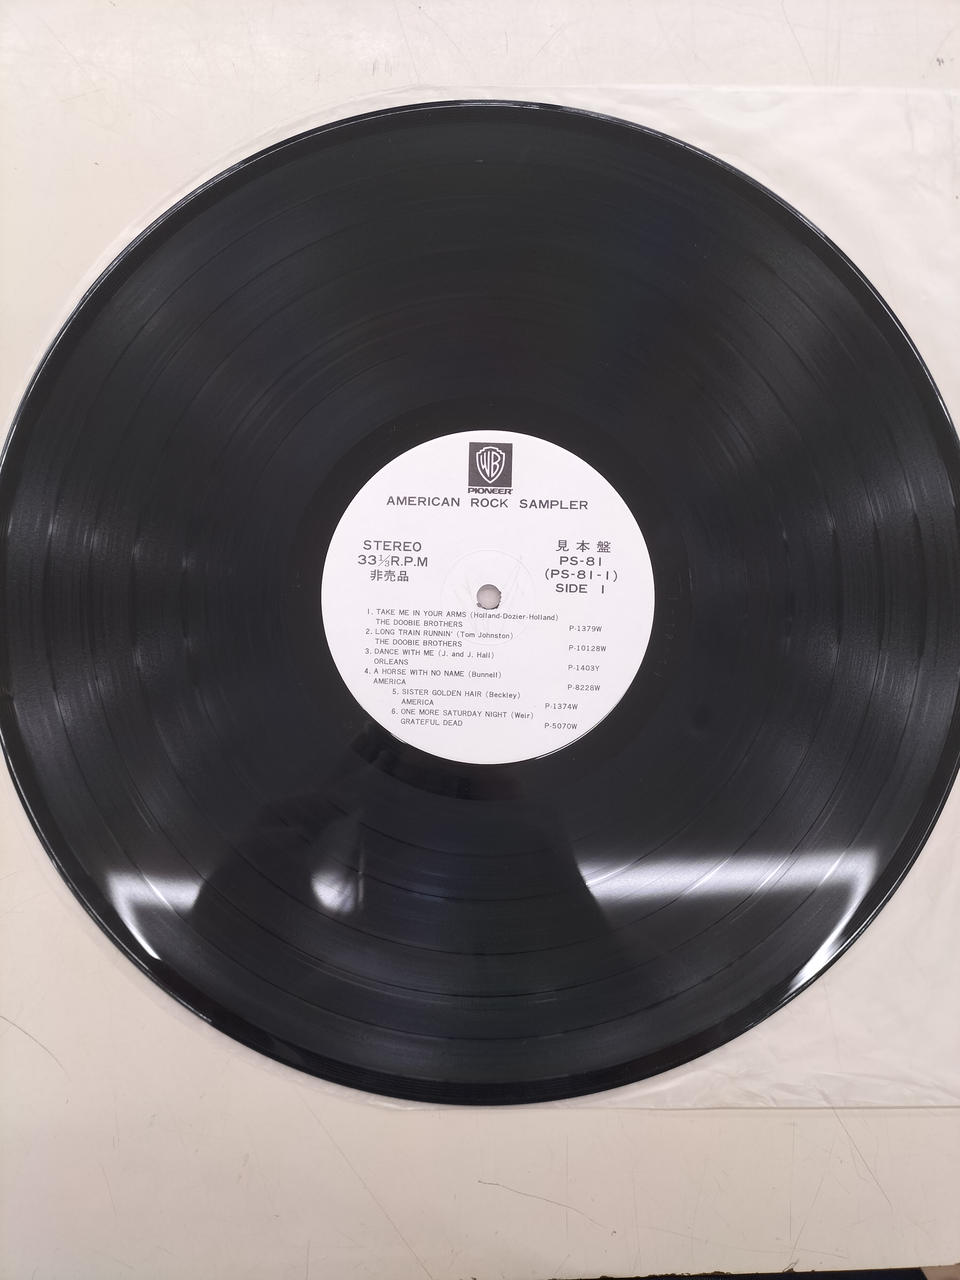 WB
PIONEER
AMERICAN ROCK SAMPLER
STEREO
33⅓R.P.M
非売品
見本盤
PS-81
(PS-81-1)
SIDE 1
1. TAKE ME IN YOUR ARMS (Holland-Dozier-Holland)
THE DOOBIE BROTHERS P-1379W
2. LONG TRAIN RUNNIN' (Tom Johnston)
THE DOOBIE BROTHERS P-10128W
3. DANCE WITH ME (J. and J. Hall)
ORLEANS P-1403Y
4. A HORSE WITH NO NAME (Bunnell)
AMERICA P-8228W
5. SISTER GOLDEN HAIR (Beckley)
AMERICA P-1374W
6. ONE MORE SATURDAY NIGHT (Weir)
GRATEFUL DEAD P-5070W